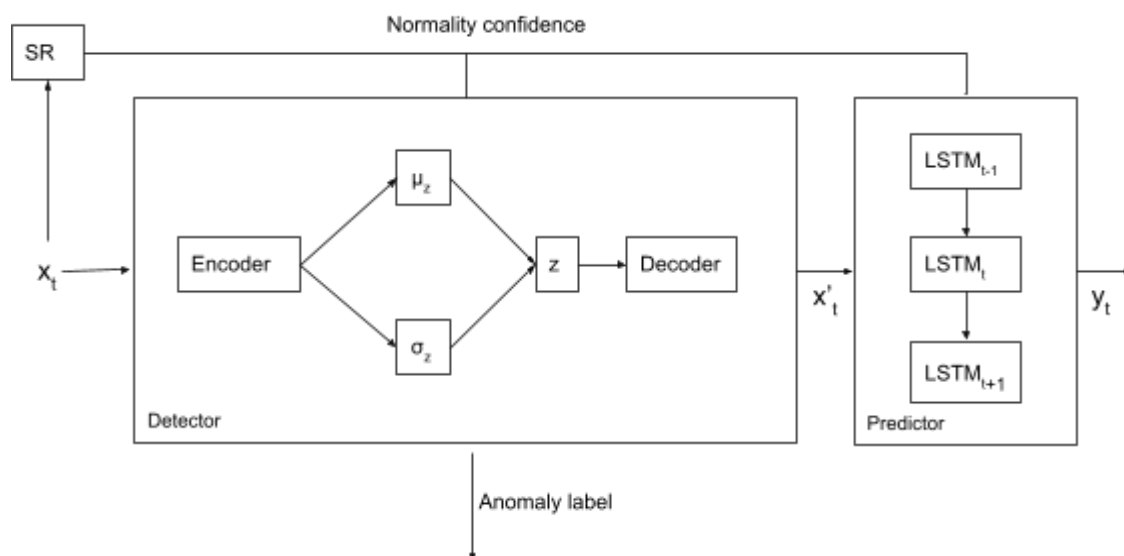 Normality confidence
SR
μz
LSTMt-1
xt
Encoder
z
Decoder
x't
LSTMt
yt
σz
LSTMt+1
Detector
Predictor
Anomaly label